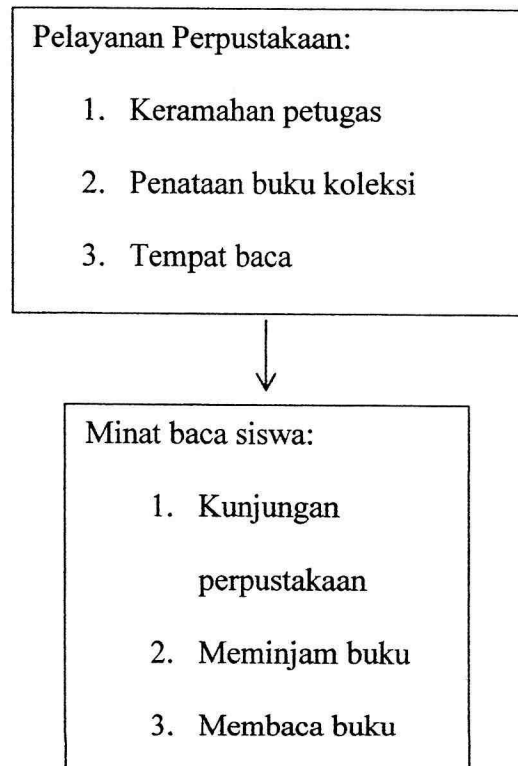 Pelayanan Perpustakaan:
1. Keramahan petugas
2. Penataan buku koleksi
3. Tempat baca
Minat baca siswa:
1. Kunjungan
perpustakaan
2. Meminjam buku
3. Membaca buku